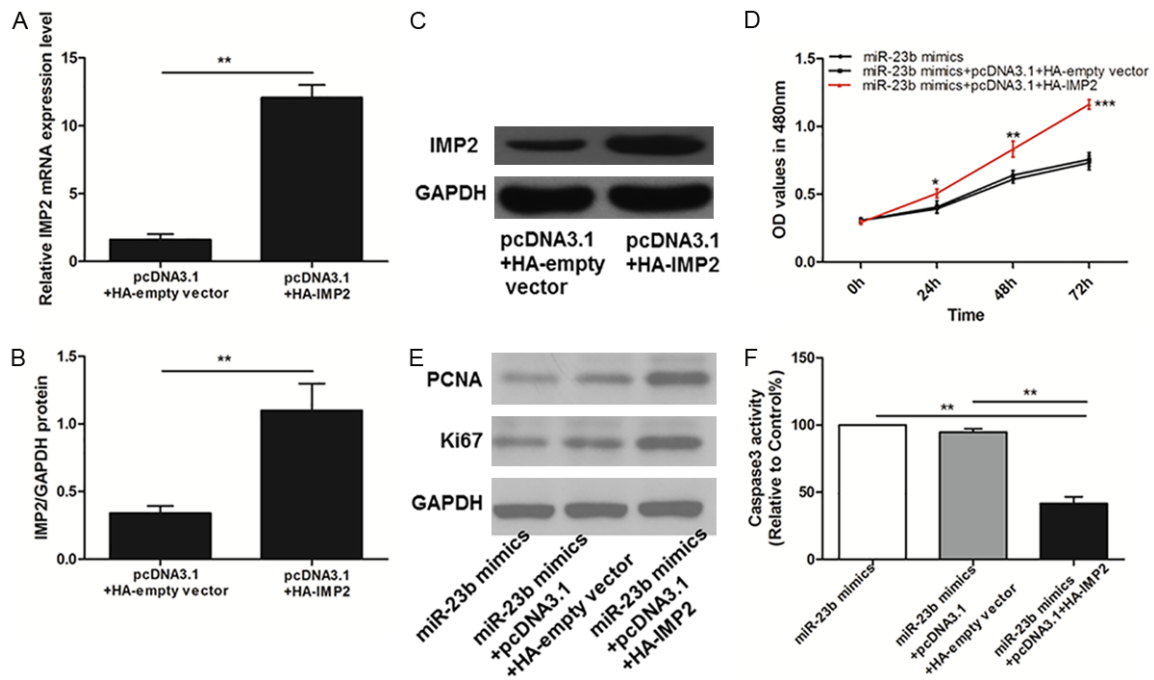 A
Relative IMP2 mRNA expression level
15
10
5
0
**
pcDNA3.1
+HA-empty vector
pcDNA3.1
+HA-IMP2
B
IMP2/GAPDH protein
1.5
1.0
0.5
0.0
**
pcDNA3.1
+HA-empty vector
pcDNA3.1
+HA-IMP2
C
IMP2
GAPDH
pcDNA3.1
+HA-empty
vector
pcDNA3.1
+HA-IMP2
D
OD values in 480nm
1.5
1.0
0.5
0.0
miR-23b mimics
miR-23b mimics+pcDNA3.1+HA-empty vector
miR-23b mimics+pcDNA3.1+HA-IMP2
*
**
***
0h
24h
48h
72h
Time
E
PCNA
Ki67
GAPDH
miR-23b mimics
miR-23b mimics
+pcDNA3.1
+HA-empty vector
miR-23b mimics
+pcDNA3.1
+HA-IMP2
F
Caspase3 activity
(Relative to Control%)
150
100
50
0
**
**
miR-23b mimics
miR-23b mimics
+pcDNA3.1
+HA-empty vector
miR-23b mimics
+pcDNA3.1+HA-IMP2